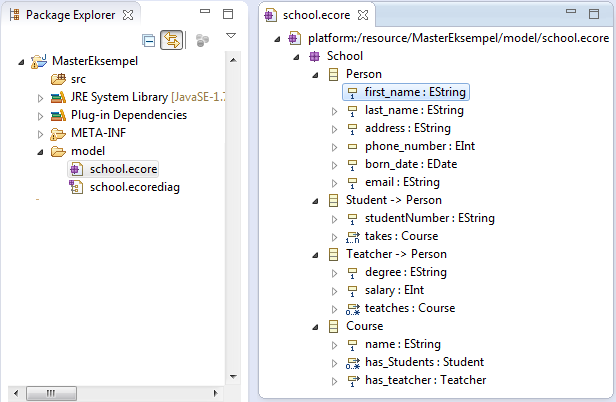 Package Explorer
MasterEksempel
src
JRE System Library [JavaSE-1.7
Plug-in Dependencies
META-INF
model
school.ecore
school.ecorediag
school.ecore
platform:/resource/MasterEksempel/model/school.ecore
School
Person
first_name : EString
last_name : EString
address : EString
phone_number : EInt
born_date : EDate
email : EString
Student -> Person
studentNumber : EString
takes : Course
Teatcher -> Person
degree : EString
salary : EInt
teatches : Course
Course
name : EString
has_Students : Student
has_teatcher : Teatcher